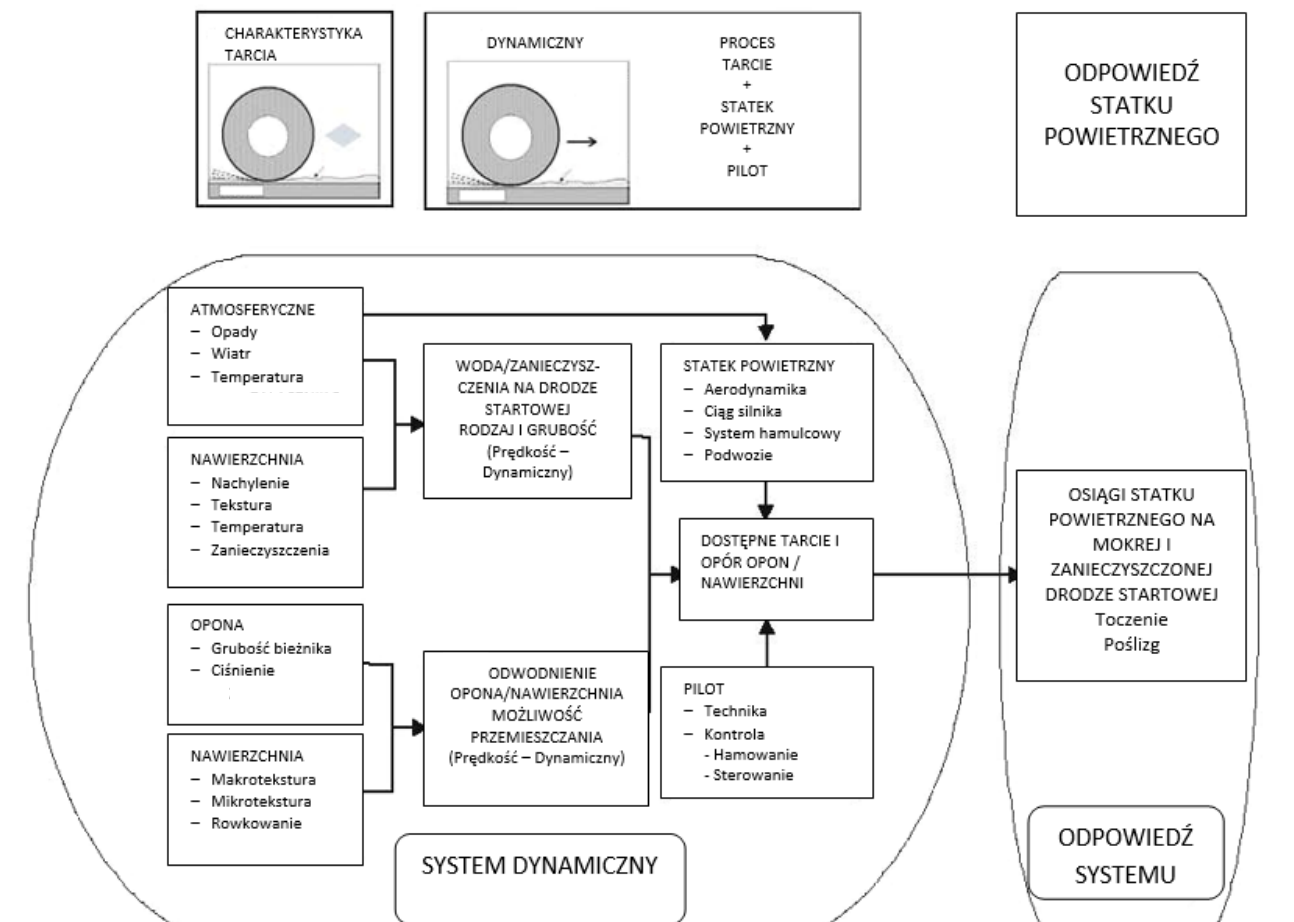 CHARAKTERYSTYKA
TARCIA
DYNAMICZNY
PROCES
TARCIE
+
STATEK
POWIETRZNY
+
PILOT
ODPOWIEDŹ
STATKU
POWIETRZNEGO
ATMOSFERYCZNE
– Opady
– Wiatr
– Temperatura
NAWIERZCHNIA
– Nachylenie
– Tekstura
– Temperatura
– Zanieczyszczenia
OPONA
– Grubość bieżnika
– Ciśnienie
NAWIERZCHNIA
– Makrotekstura
– Mikrotekstura
– Rowkowanie
WODA/ZANIECZYSZ-
CZENIA NA DRODZE
STARTOWEJ
RODZAJ I GRUBOŚĆ
(Prędkość –
Dynamiczny)
ODWODNIENIE
OPONA/NAWIERZCHNIA
MOŻLIWOŚĆ
PRZEMIESZCZANIA
(Prędkość – Dynamiczny)
STATEK POWIETRZNY
– Aerodynamika
– Ciąg silnika
– System hamulcowy
– Podwozie
DOSTĘPNE TARCIE I
OPÓR OPON /
NAWIERZCHNI
PILOT
– Technika
– Kontrola
- Hamowanie
- Sterowanie
OSIĄGI STATKU
POWIETRZNEGO NA
MOKREJ I
ZANIECZYSZCZONEJ
DRODZE STARTOWEJ
Toczenie
Poślizg
SYSTEM DYNAMICZNY
ODPOWIEDŹ
SYSTEMU